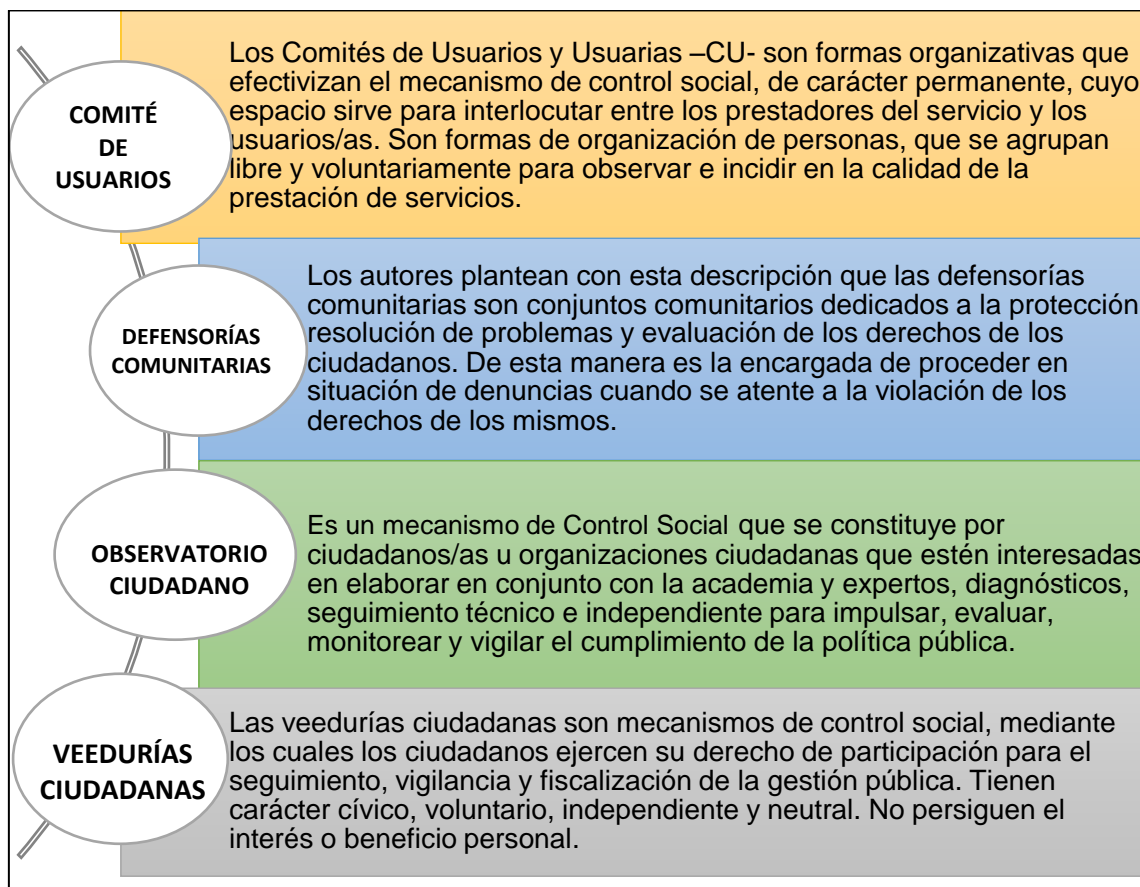 COMITÉ
DE
USUARIOS
Los Comités de Usuarios y Usuarias –CU- son formas organizativas que
efectivizan el mecanismo de control social, de carácter permanente, cuyo
espacio sirve para interlocutar entre los prestadores del servicio y los
usuarios/as. Son formas de organización de personas, que se agrupan
libre y voluntariamente para observar e incidir en la calidad de la
prestación de servicios.
DEFENSORÍAS
COMUNITARIAS
Los autores plantean con esta descripción que las defensorías
comunitarias son conjuntos comunitarios dedicados a la protección
resolución de problemas y evaluación de los derechos de los
ciudadanos. De esta manera es la encargada de proceder en
situación de denuncias cuando se atente a la violación de los
derechos de los mismos.
OBSERVATORIO
CIUDADANO
Es un mecanismo de Control Social que se constituye por
ciudadanos/as u organizaciones ciudadanas que estén interesadas
en elaborar en conjunto con la academia y expertos, diagnósticos,
seguimiento técnico e independiente para impulsar, evaluar,
monitorear y vigilar el cumplimiento de la política pública.
VEEDURÍAS
CIUDADANAS
Las veedurías ciudadanas son mecanismos de control social, mediante
los cuales los ciudadanos ejercen su derecho de participación para el
seguimiento, vigilancia y fiscalización de la gestión pública. Tienen
carácter cívico, voluntario, independiente y neutral. No persiguen el
interés o beneficio personal.